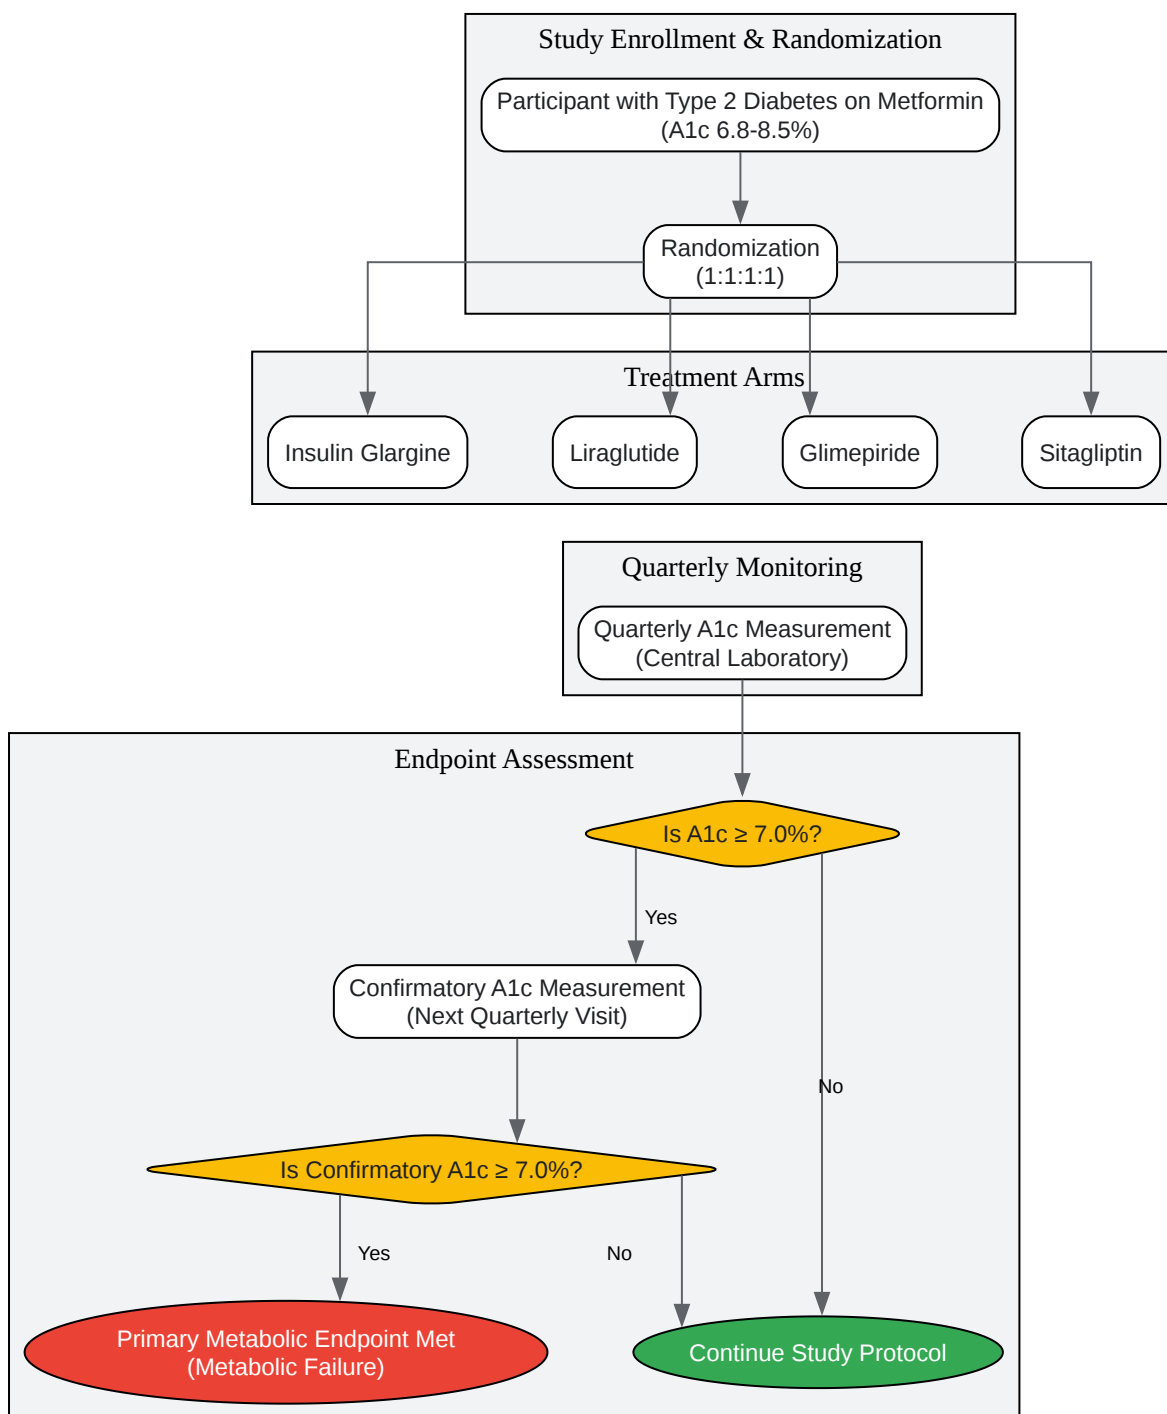 Study Enrollment & Randomization
Participant with Type 2 Diabetes on Metformin
(A1c 6.8-8.5%)
Randomization
(1:1:1:1)
Treatment Arms
Insulin Glargine
Liraglutide
Glimepiride
Sitagliptin
Quarterly Monitoring
Quarterly A1c Measurement
(Central Laboratory)
Endpoint Assessment
Is A1c ≥ 7.0%?
Yes
Confirmatory A1c Measurement
(Next Quarterly Visit)
No
Is Confirmatory A1c ≥ 7.0%?
Yes
No
Primary Metabolic Endpoint Met
(Metabolic Failure)
Continue Study Protocol